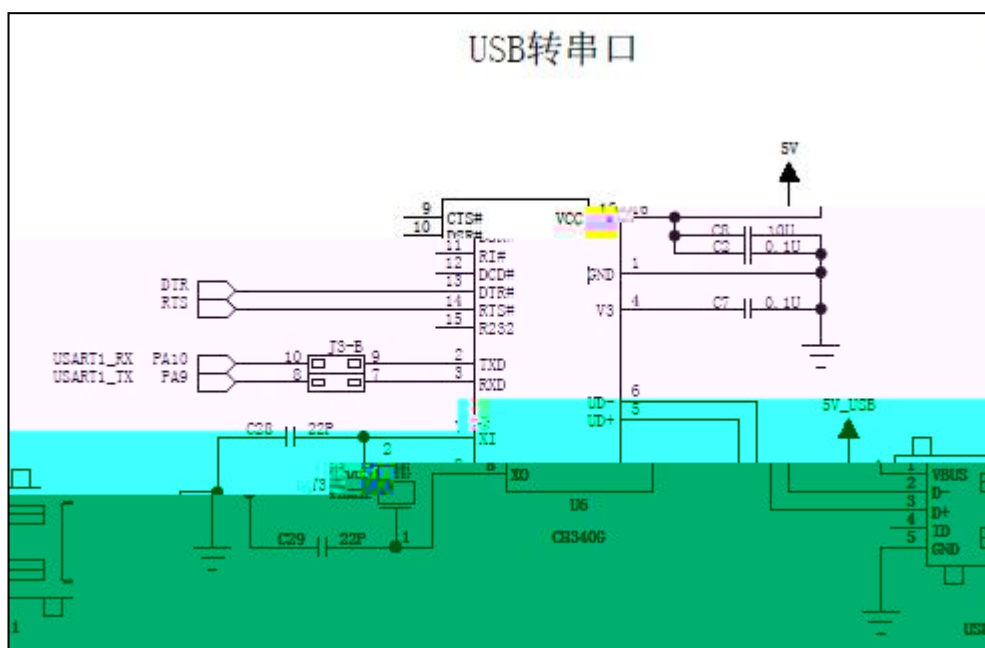 USB转串口
5V
9 CTS# VCC
10 DSR# C8 10U
11 C2 0.1U
12 RI# GND 1
13 DCD#
DTR DTR#
RTS 14 RTS# V3 4 C7 0.1U
15 R232
J3-B
USART1_RX PA10 10 9 2 TXD
USART1_TX PA9 8 7 3 RXD
UD- 6
UD+ 5 5V_USB
C28 22P XI
2
XO 1 VBUS
U6 2 D-
3 D+
C29 22P 1 CH340G 4 ID
5 GND
1